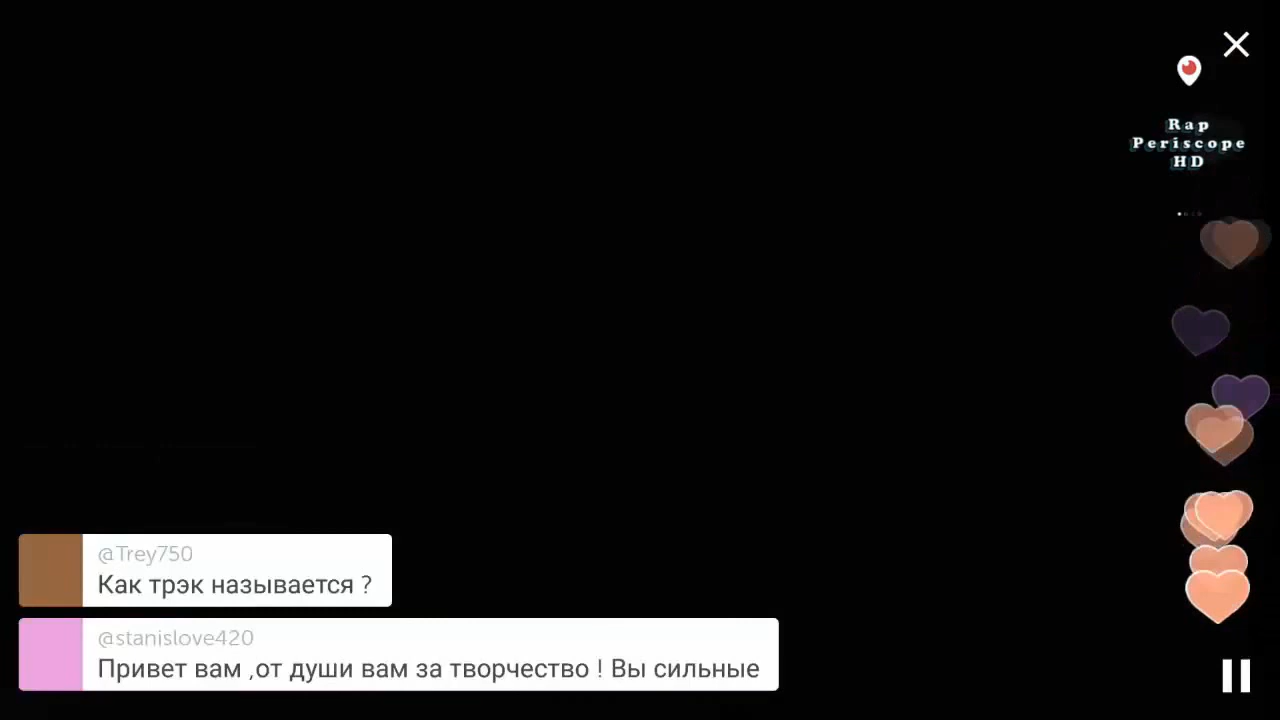 Rap
Periscope
HD
@Trey750
Как трэк называется ?
@stanislove420
Привет вам ,от души вам за творчество ! Вы сильные